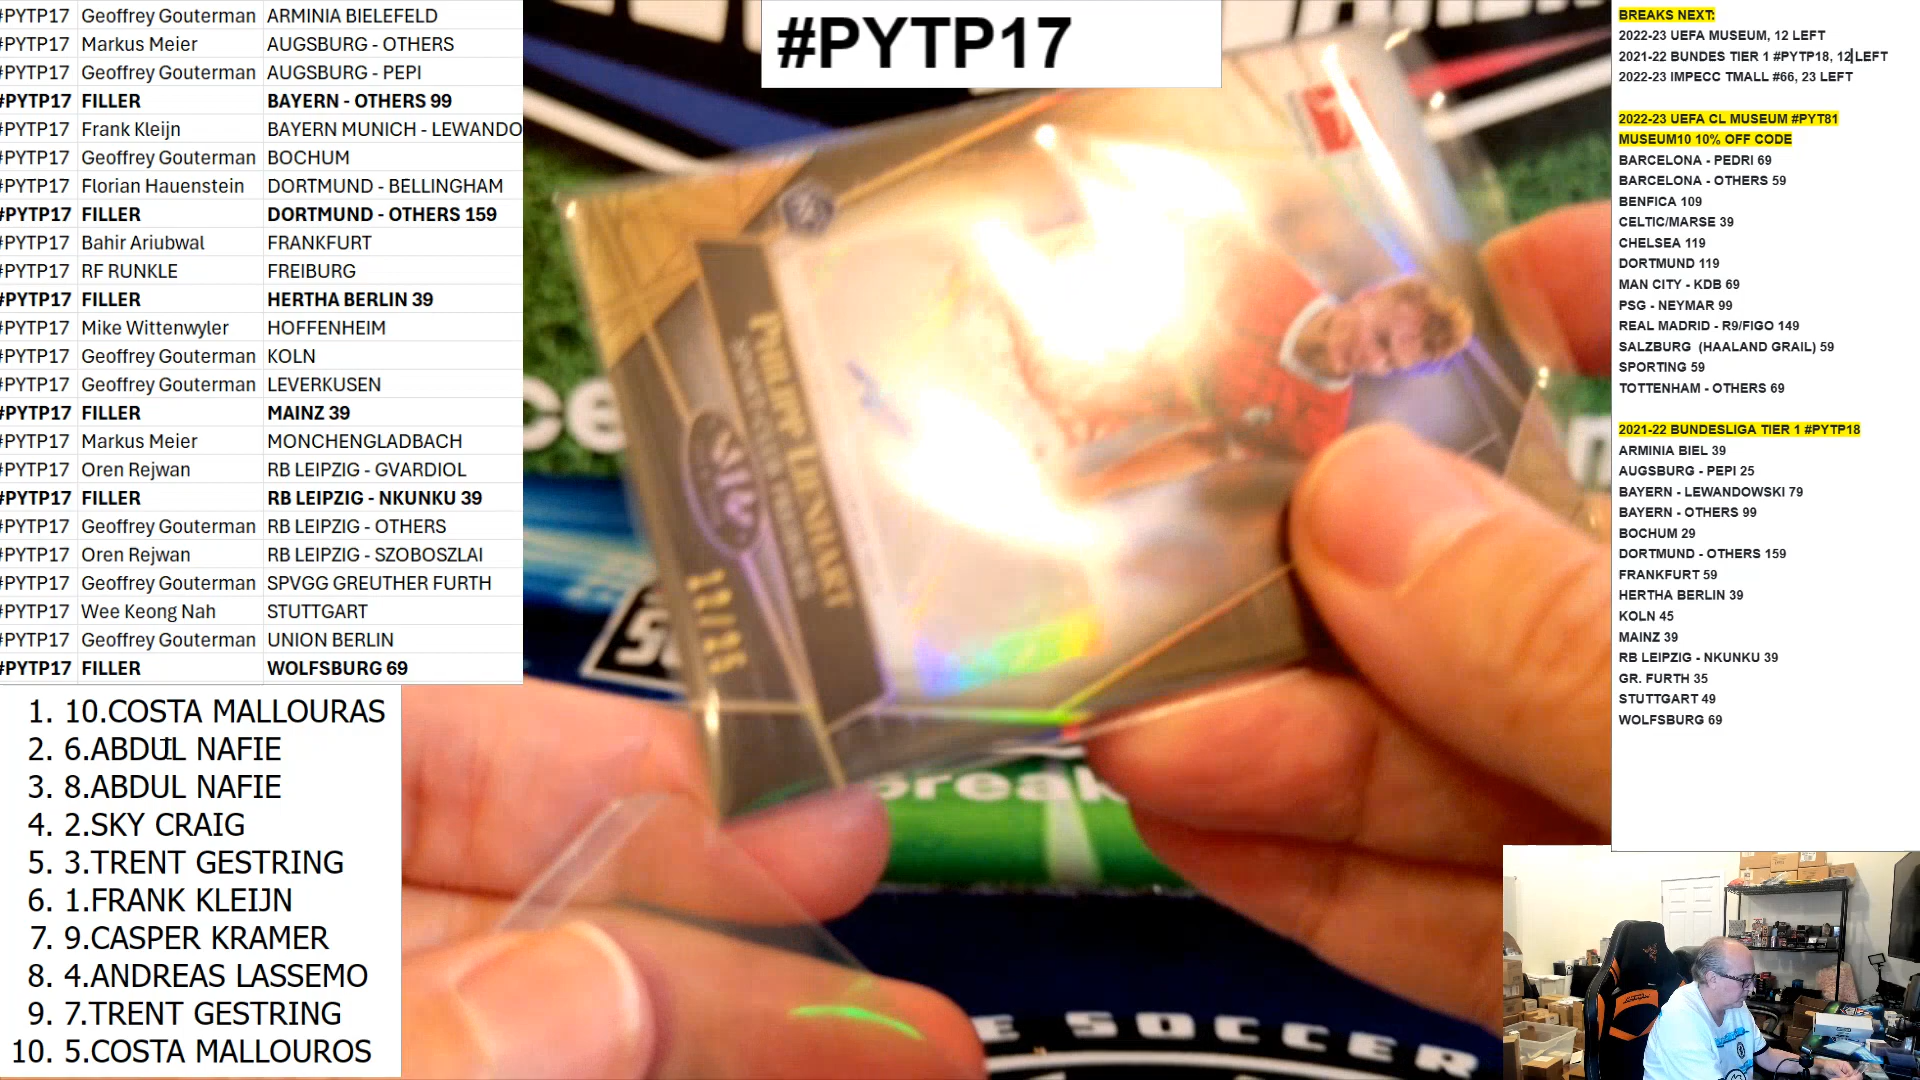 #PYTP17
#PYTP17 Geoffrey Gouterman ARMINIA BIELEFELD
#PYTP17 Markus Meier AUGSBURG - OTHERS
#PYTP17 Geoffrey Gouterman AUGSBURG - PEPI
#PYTP17 FILLER BAYERN - OTHERS 99
#PYTP17 Frank Kleijn BAYERN MUNICH - LEWANDO
#PYTP17 Geoffrey Gouterman BOCHUM
#PYTP17 Florian Hauenstein DORTMUND - BELLINGHAM
#PYTP17 FILLER DORTMUND - OTHERS 159
#PYTP17 Bahir Ariubwal FRANKFURT
#PYTP17 RF RUNKLE FREIBURG
#PYTP17 FILLER HERTHA BERLIN 39
#PYTP17 Mike Wittenwyler HOFFENHEIM
#PYTP17 Geoffrey Gouterman KOLN
#PYTP17 Geoffrey Gouterman LEVERKUSEN
#PYTP17 FILLER MAINZ 39
#PYTP17 Markus Meier MONCHENGLADBACH
#PYTP17 Oren Rejwan RB LEIPZIG - GVARDIOL
#PYTP17 FILLER RB LEIPZIG - NKUNKU 39
#PYTP17 Geoffrey Gouterman RB LEIPZIG - OTHERS
#PYTP17 Oren Rejwan RB LEIPZIG - SZOBOSZLAI
#PYTP17 Geoffrey Gouterman SPVGG GREUTHER FURTH
#PYTP17 Wee Keong Nah STUTTGART
#PYTP17 Geoffrey Gouterman UNION BERLIN
#PYTP17 FILLER WOLFSBURG 69
1. 10.COSTA MALLOURAS
2. 6.ABDUL NAFIE
3. 8.ABDUL NAFIE
4. 2.SKY CRAIG
5. 3.TRENT GESTRING
6. 1.FRANK KLEIJN
7. 9.CASPER KRAMER
8. 4.ANDREAS LASSEMO
9. 7.TRENT GESTRING
10. 5.COSTA MALLOUROS
PHILIPP LIENHART
SPORT-CLUB FREIBURG
12/25
break
E SOCCER
BREAKS NEXT:
2022-23 UEFA MUSEUM, 12 LEFT
2021-22 BUNDES TIER 1 #PYTP18, 12 LEFT
2022-23 IMPECC TMALL #66, 23 LEFT
2022-23 UEFA CL MUSEUM #PYT81
MUSEUM10 10% OFF CODE
BARCELONA - PEDRI 69
BARCELONA - OTHERS 59
BENFICA 109
CELTIC/MARSE 39
CHELSEA 119
DORTMUND 119
MAN CITY - KDB 69
PSG - NEYMAR 99
REAL MADRID - R9/FIGO 149
SALZBURG (HAALAND GRAIL) 59
SPORTING 59
TOTTENHAM - OTHERS 69
2021-22 BUNDESLIGA TIER 1 #PYTP18
ARMINIA BIEL 39
AUGSBURG - PEPI 25
BAYERN - LEWANDOWSKI 79
BAYERN - OTHERS 99
BOCHUM 29
DORTMUND - OTHERS 159
FRANKFURT 59
HERTHA BERLIN 39
KOLN 45
MAINZ 39
RB LEIPZIG - NKUNKU 39
GR. FURTH 35
STUTTGART 49
WOLFSBURG 69